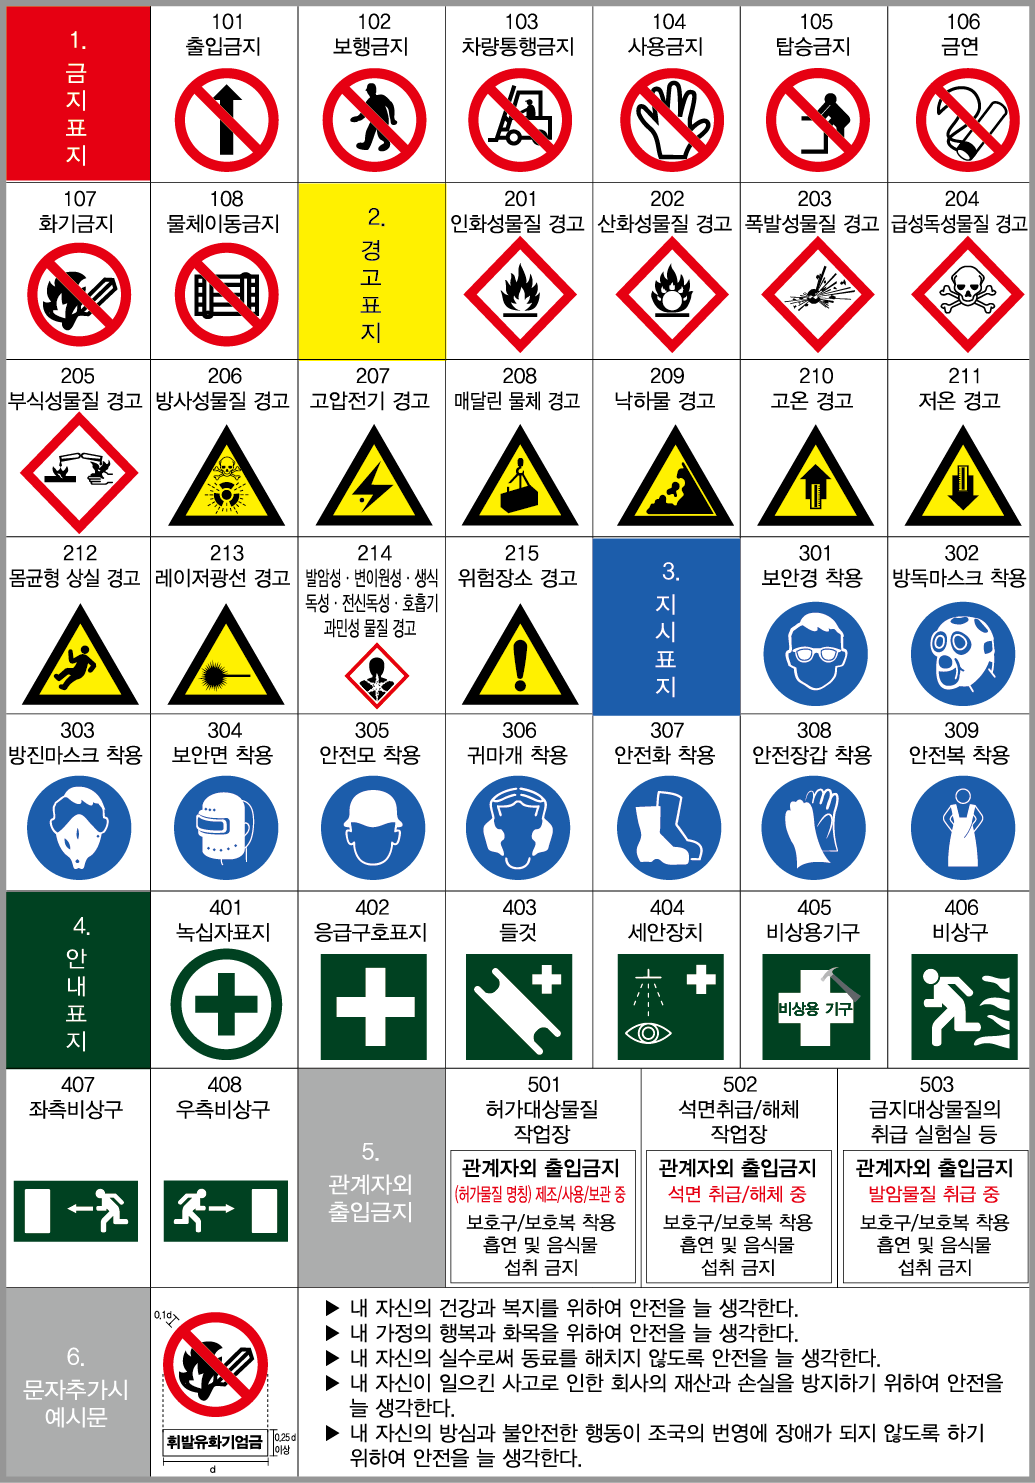 1.
금
지
표
지
101
출입금지
102
보행금지
103
차량통행금지
104
사용금지
105
탑승금지
106
금연
107
화기금지
108
물체이동금지
2.
경
고
표
지
201
인화성물질 경고
202
산화성물질 경고
203
폭발성물질 경고
204
급성독성물질 경고
205
부식성물질 경고
206
방사성물질 경고
207
고압전기 경고
208
매달린 물체 경고
209
낙하물 경고
210
고온 경고
211
저온 경고
212
몸균형 상실 경고
213
레이저광선 경고
214
발암성·변이원성·생식
독성·전신독성·호흡기
과민성 물질 경고
215
위험장소 경고
3.
지
시
표
지
301
보안경 착용
302
방독마스크 착용
303
방진마스크 착용
304
보안면 착용
305
안전모 착용
306
귀마개 착용
307
안전화 착용
308
안전장갑 착용
309
안전복 착용
4.
안
내
표
지
401
녹십자표지
402
응급구호표지
403
들것
404
세안장치
405
비상용기구
비상용 기구
406
비상구
407
좌측비상구
408
우측비상구
5.
관계자외
출입금지
501
허가대상물질
작업장
관계자외 출입금지
(허가물질 명칭) 제조/사용/보관 중
보호구/보호복 착용
흡연 및 음식물
섭취 금지
502
석면취급/해체
작업장
관계자외 출입금지
석면 취급/해체 중
보호구/보호복 착용
흡연 및 음식물
섭취 금지
503
금지대상물질의
취급 실험실 등
관계자외 출입금지
발암물질 취급 중
보호구/보호복 착용
흡연 및 음식물
섭취 금지
6.
문자추가시
예시문
0.1d
휘발유화기엄금
0.25d
이상
d
▶ 내 자신의 건강과 복지를 위하여 안전을 늘 생각한다.
▶ 내 가정의 행복과 화목을 위하여 안전을 늘 생각한다.
▶ 내 자신의 실수로써 동료를 해치지 않도록 안전을 늘 생각한다.
▶ 내 자신이 일으킨 사고로 인한 회사의 재산과 손실을 방지하기 위하여 안전을
늘 생각한다.
▶ 내 자신의 방심과 불안전한 행동이 조국의 번영에 장애가 되지 않도록 하기
위하여 안전을 늘 생각한다.